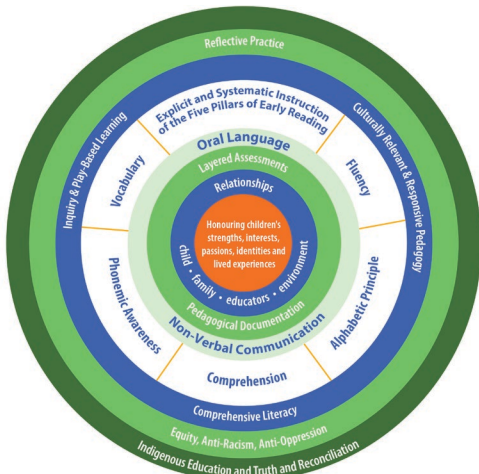 Reflective Practice
Inquiry & Play-Based Learning
Culturally Relevant & Responsive Pedagogy
Explicit and Systematic Instruction
of the Five Pillars of Early Reading
Vocabulary
Fluency
Oral Language
Layered Assessments
Relationships
Honouring children's
strengths, interests,
passions, identities and
lived experiences
child • family • educators • environment
Pedagogical Documentation
Non-Verbal Communication
Phonemic Awareness
Alphabetic Principle
Comprehension
Comprehensive Literacy
Equity, Anti-Racism, Anti-Oppression
Indigenous Education and Truth and Reconciliation